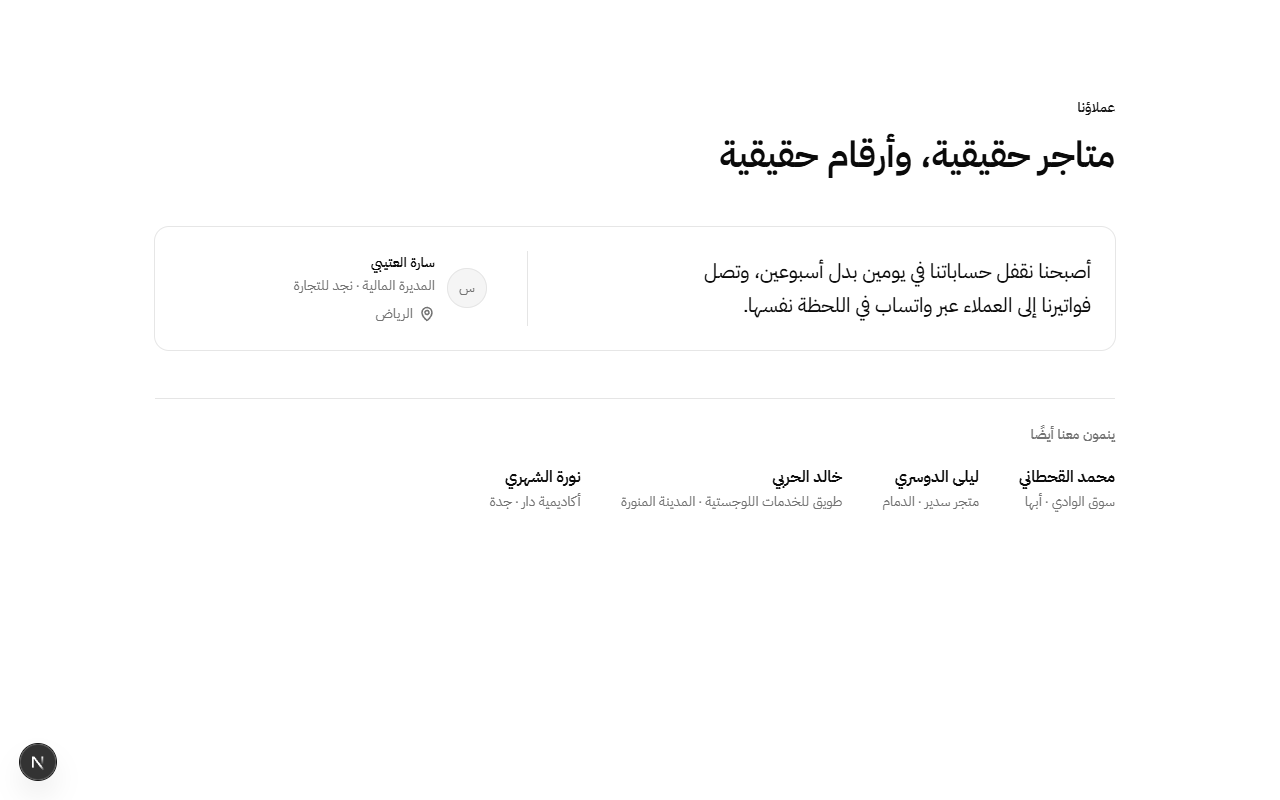 عملاؤنا
متاجر حقيقية، وأرقام حقيقية
أصبحنا نقفل حساباتنا في يومين بدل أسبوعين، وتصل
فواتيرنا إلى العملاء عبر واتساب في اللحظة نفسها.
س
سارة العتيبي
المديرة المالية · نجد للتجارة
الرياض
ينمون معنا أيضًا
محمد القحطاني
سوق الوادي · أبها
ليلى الدوسري
متجر سدير · الدمام
خالد الحربي
طويق للخدمات اللوجستية · المدينة المنورة
نورة الشهري
أكاديمية دار · جدة
N